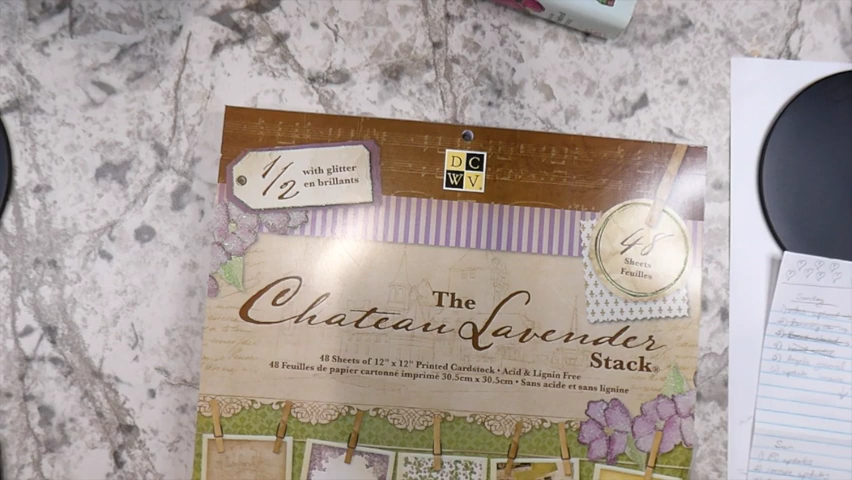 1/2
with glitter
en brillants
D C
W V
48
Sheets
Feuilles
The
Chateau Lavender
Stack
48 Sheets of 12" x 12" Printed Cardstock • Acid & Lignin Free
48 Feuilles de papier cartonné imprimé 30.5cm x 30.5cm • Sans acide et sans lignine